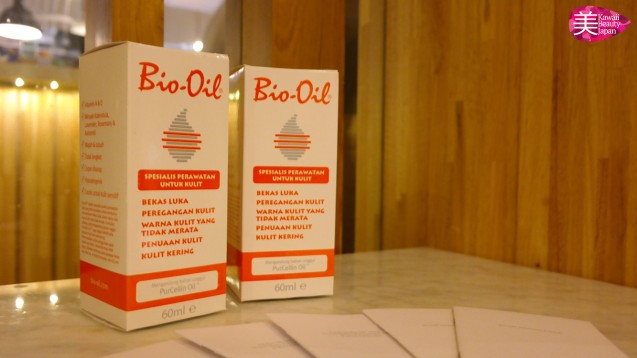 Bio-Oil®
SPESIALIS PERAWATAN
UNTUK KULIT
BEKAS LUKA
PEREGANGAN KULIT
WARNA KULIT YANG
TIDAK MERATA
PENUAAN KULIT
KULIT KERING
PurCellin Oil™
60ml e
Bio-Oil®
SPESIALIS PERAWATAN
UNTUK KULIT
BEKAS LUKA
PEREGANGAN KULIT
WARNA KULIT YANG
TIDAK MERATA
PENUAAN KULIT
KULIT KERING
PurCellin Oil™
60ml e
美 Kawaii
Beauty
Japan